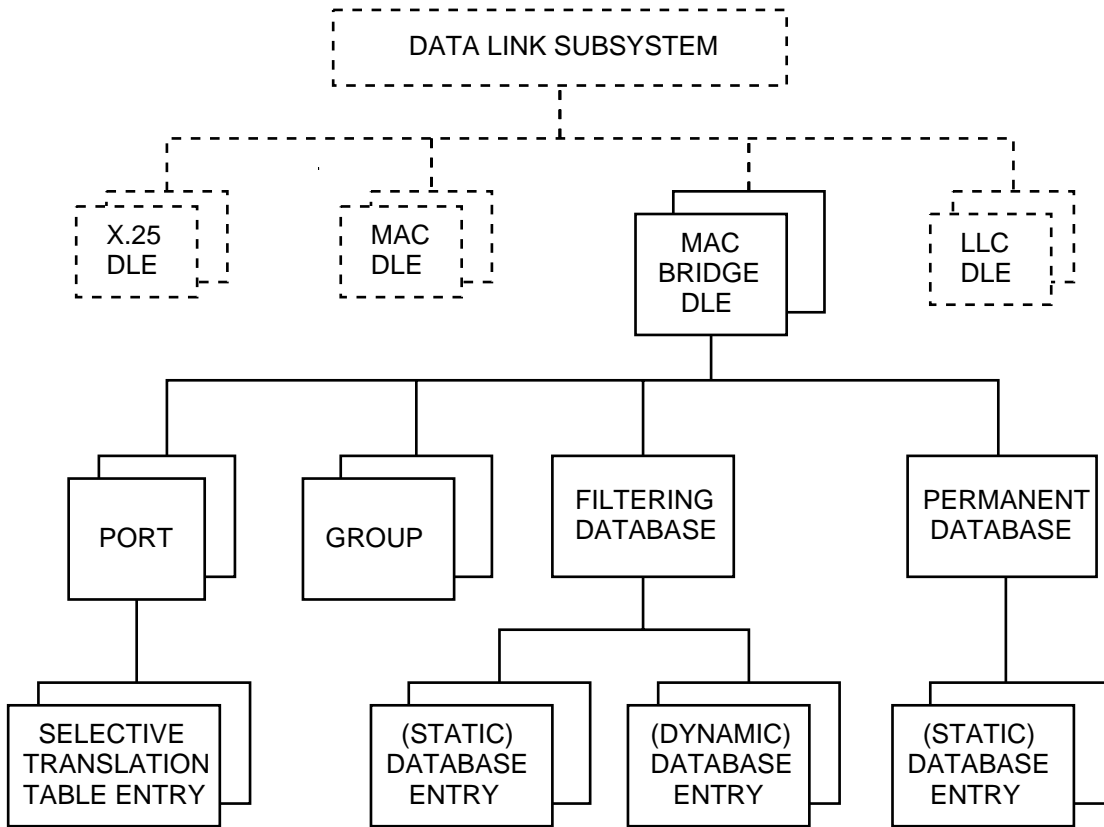 DATA LINK SUBSYSTEM
X.25
DLE
MAC
DLE
MAC
BRIDGE
DLE
LLC
DLE
PORT
GROUP
FILTERING
DATABASE
PERMANENT
DATABASE
SELECTIVE
TRANSLATION
TABLE ENTRY
(STATIC)
DATABASE
ENTRY
(DYNAMIC)
DATABASE
ENTRY
(STATIC)
DATABASE
ENTRY